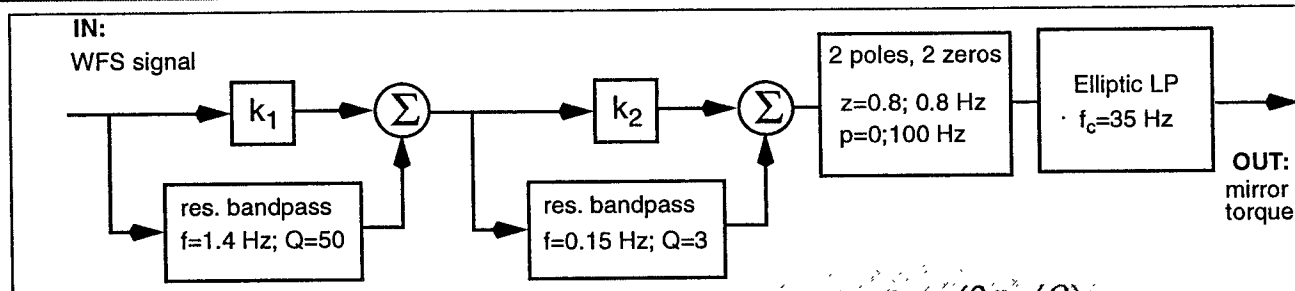 IN:
WFS signal
k1
Σ
k2
Σ
2 poles, 2 zeros
z=0.8; 0.8 Hz
p=0;100 Hz
Elliptic LP
fc=35 Hz
res. bandpass
f=1.4 Hz; Q=50
res. bandpass
f=0.15 Hz; Q=3
OUT:
mirror
torque